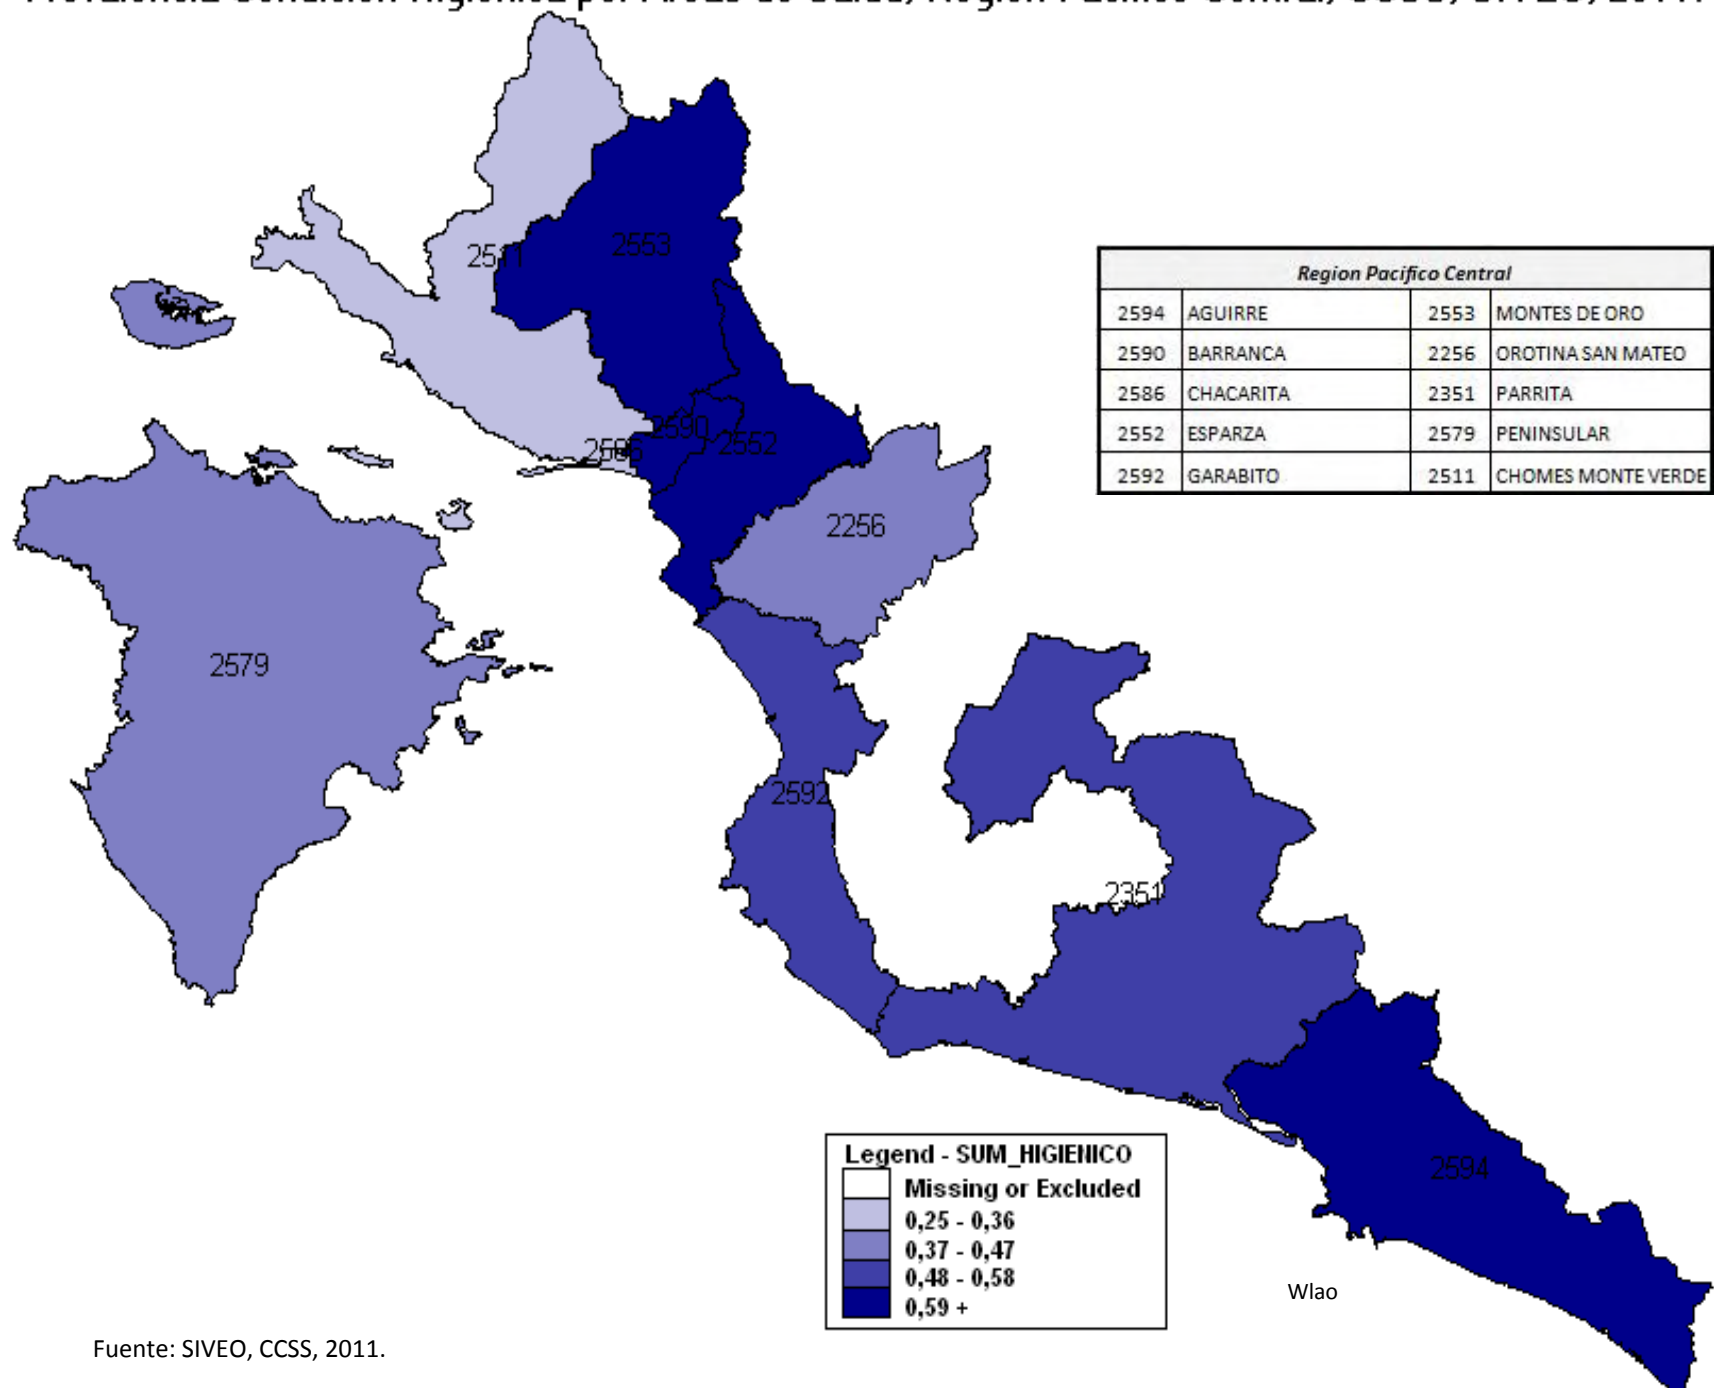 2511
2553
2590
2586
2552
2256
2579
2592
2351
2594
Region Pacifico Central
2594 AGUIRRE 2553 MONTES DE ORO
2590 BARRANCA 2256 OROTINA SAN MATEO
2586 CHACARITA 2351 PARRITA
2552 ESPARZA 2579 PENINSULAR
2592 GARABITO 2511 CHOMES MONTE VERDE
Legend - SUM_HIGIENICO
Missing or Excluded
0,25 - 0,36
0,37 - 0,47
0,48 - 0,58
0,59 +
Wlao
Fuente: SIVEO, CCSS, 2011.